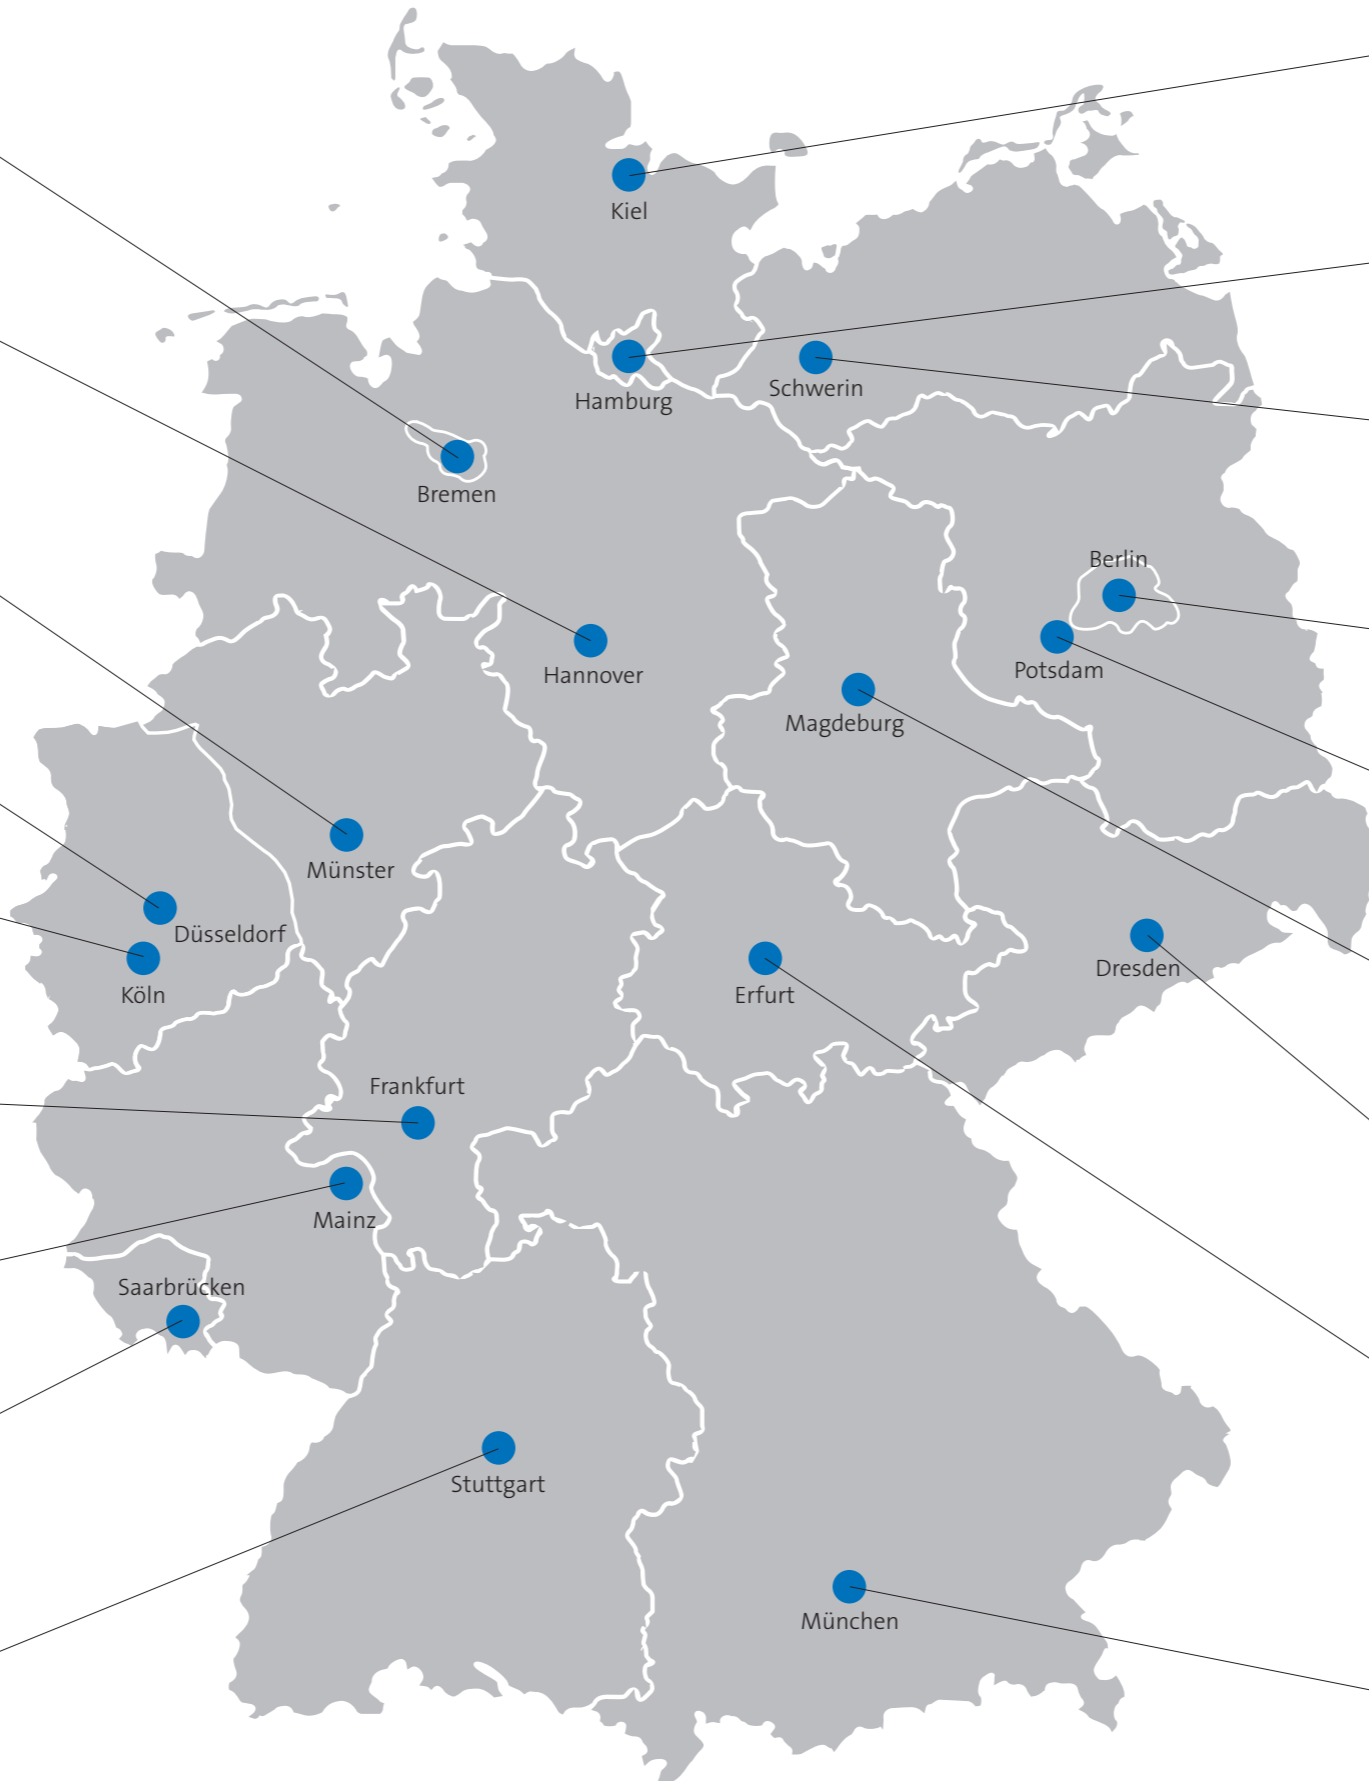 Kiel
Hamburg
Schwerin
Bremen
Berlin
Hannover
Potsdam
Magdeburg
Münster
Düsseldorf
Köln
Erfurt
Dresden
Frankfurt
Mainz
Saarbrücken
Stuttgart
München